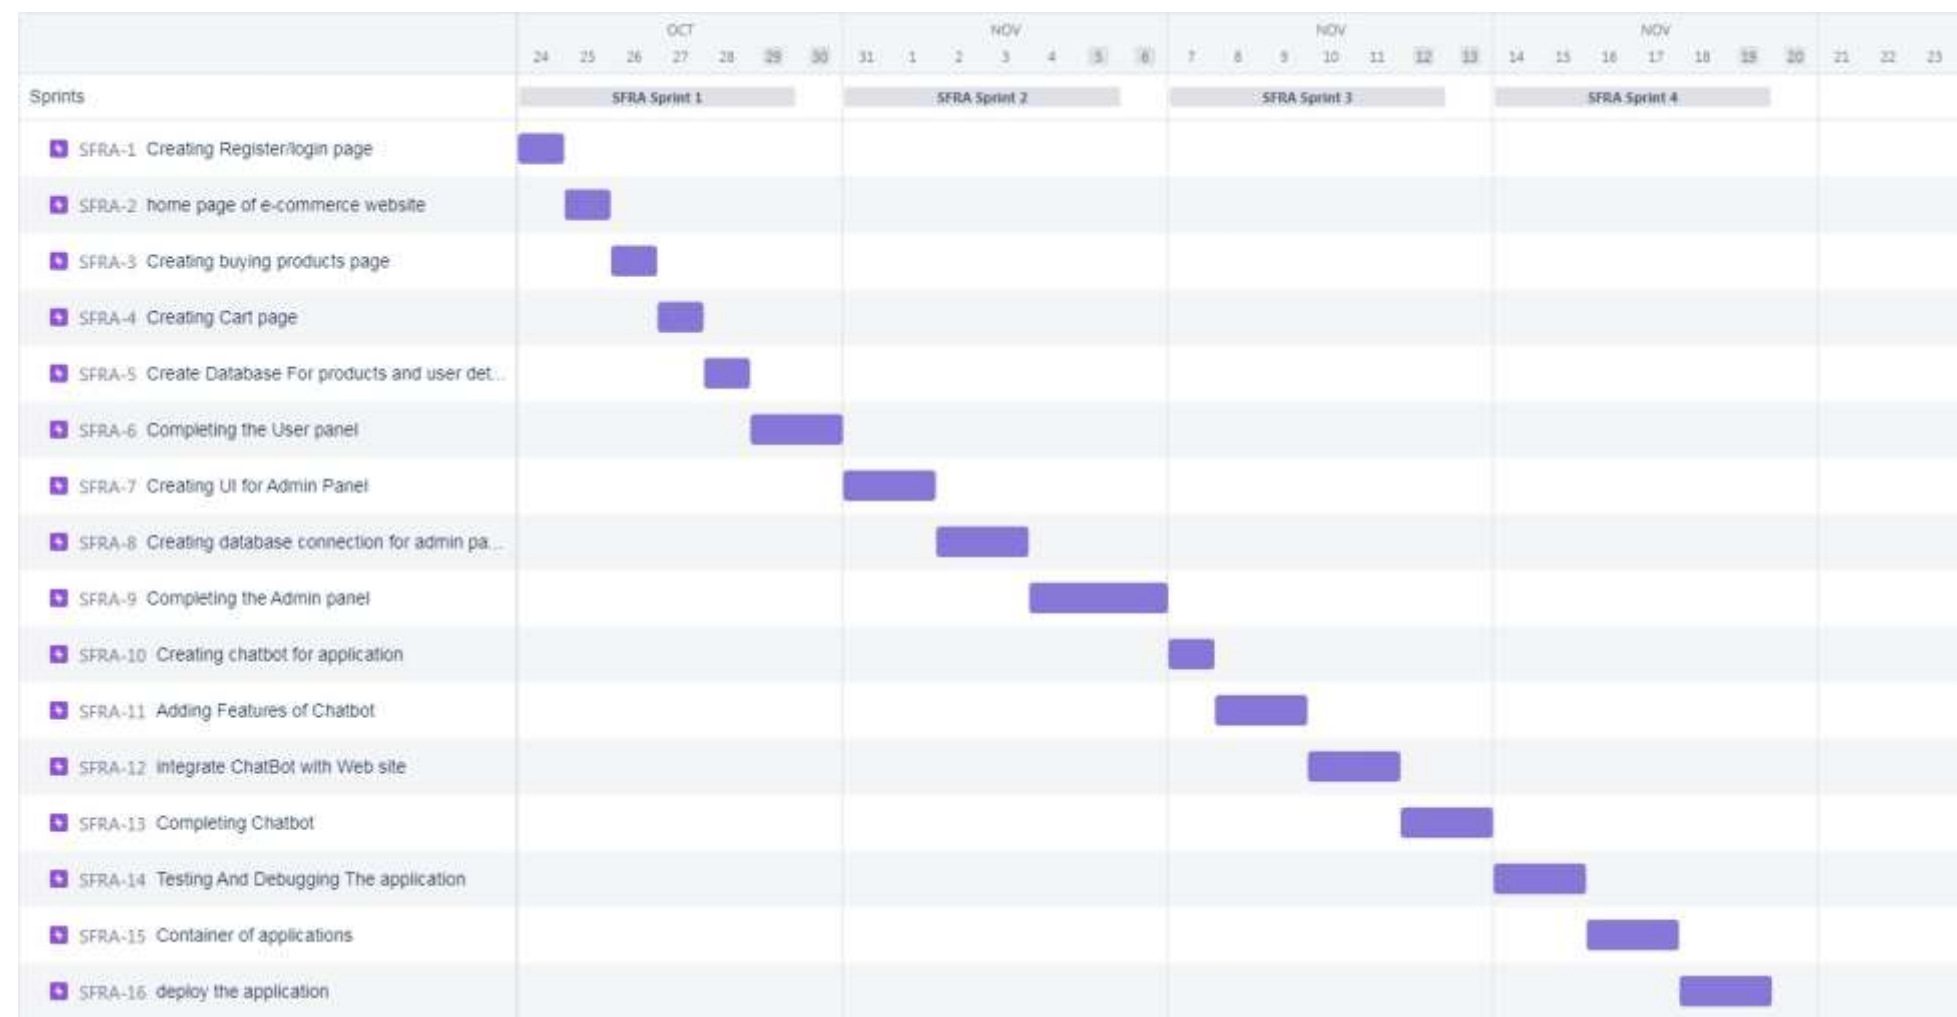 OCT NOV NOV NOV
24 25 26 27 28 29 30 31 1 2 3 4 5 6 7 8 9 10 11 12 13 14 15 16 17 18 19 20 21 22 23
Sprints SFRA Sprint 1 SFRA Sprint 2 SFRA Sprint 3 SFRA Sprint 4
SFRA-1 Creating Register/login page
SFRA-2 home page of e-commerce website
SFRA-3 Creating buying products page
SFRA-4 Creating Cart page
SFRA-5 Create Database For products and user det...
SFRA-6 Completing the User panel
SFRA-7 Creating UI for Admin Panel
SFRA-8 Creating database connection for admin pa...
SFRA-9 Completing the Admin panel
SFRA-10 Creating chatbot for application
SFRA-11 Adding Features of Chatbot
SFRA-12 integrate ChatBot with Web site
SFRA-13 Completing Chatbot
SFRA-14 Testing And Debugging The application
SFRA-15 Container of applications
SFRA-16 deploy the application